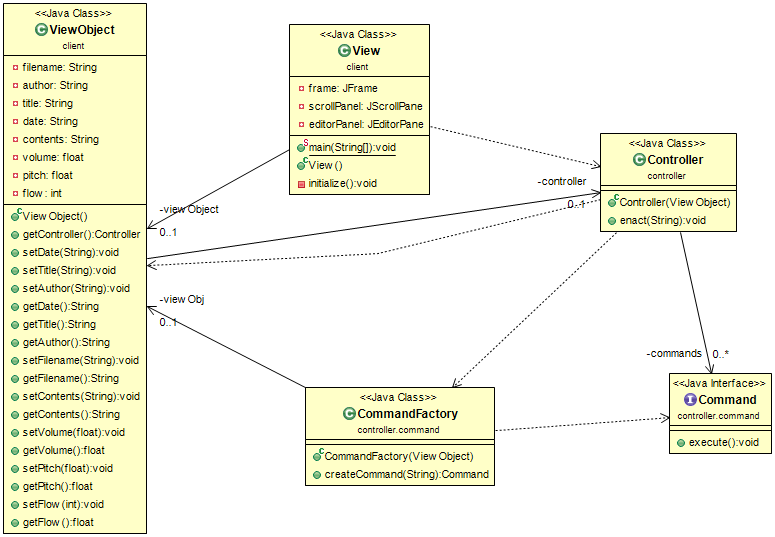 <<Java Class>>
ViewObject
client
filename: String
author: String
title: String
date: String
contents: String
volume: float
pitch: float
flow : int
View Object()
getController():Controller
setDate(String):void
setTitle(String):void
setAuthor(String):void
getDate():String
getTitle():String
getAuthor():String
setFilename(String):void
getFilename():String
setContents(String):void
getContents():String
setVolume(float):void
getVolume():float
setPitch(float):void
getPitch():float
setFlow (int):void
getFlow ():float
<<Java Class>>
View
client
frame: JFrame
scrollPanel: JScrollPane
editorPanel: JEditorPane
main(String[]):void
View ()
initialize():void
<<Java Class>>
Controller
controller
Controller(View Object)
enact(String):void
-view Object
0..1
-controller
0..1
-view Obj
0..1
-commands
0..*
<<Java Class>>
CommandFactory
controller.command
CommandFactory(View Object)
createCommand(String):Command
<<Java Interface>>
Command
controller.command
execute():void